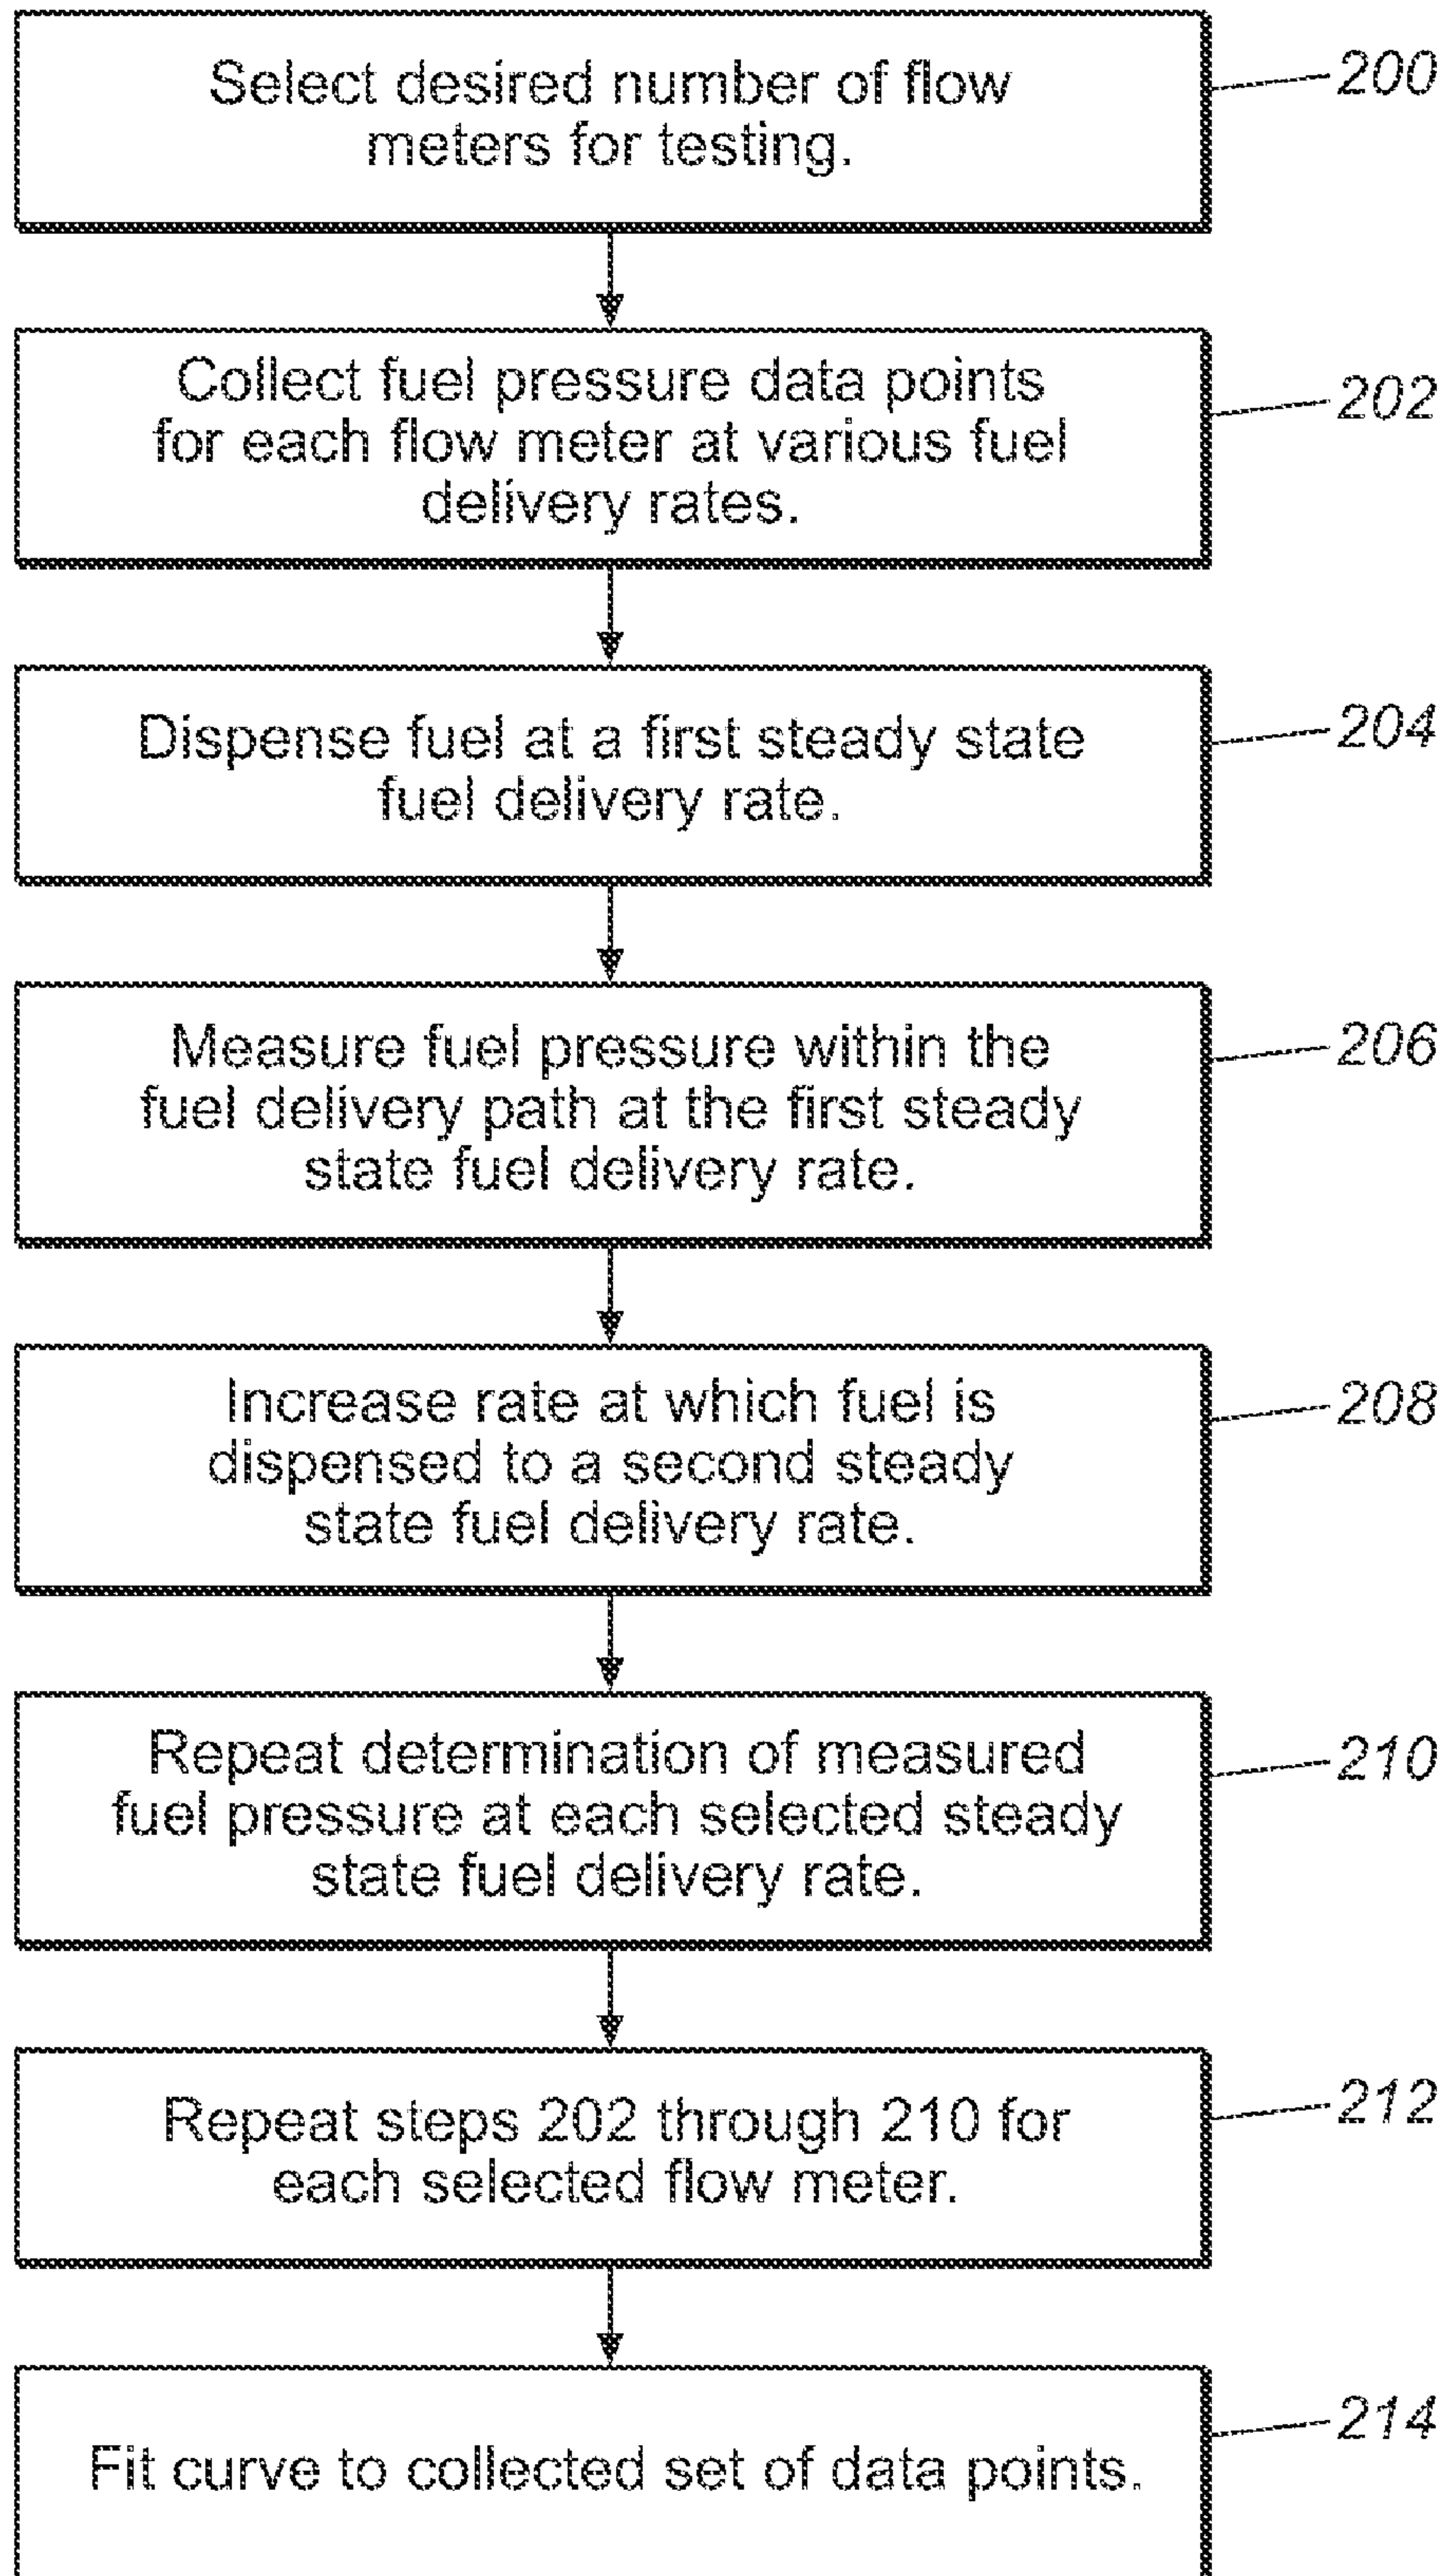 Select desired number of flow
meters for testing.
200
Collect fuel pressure data points
for each flow meter at various fuel
delivery rates.
202
Dispense fuel at a first steady state
fuel delivery rate.
204
Measure fuel pressure within the
fuel delivery path at the first steady
state fuel delivery rate.
206
Increase rate at which fuel is
dispensed to a second steady
state fuel delivery rate.
208
Repeat determination of measured
fuel pressure at each selected steady
state fuel delivery rate.
210
Repeat steps 202 through 210 for
each selected flow meter.
212
Fit curve to collected set of data points.
214